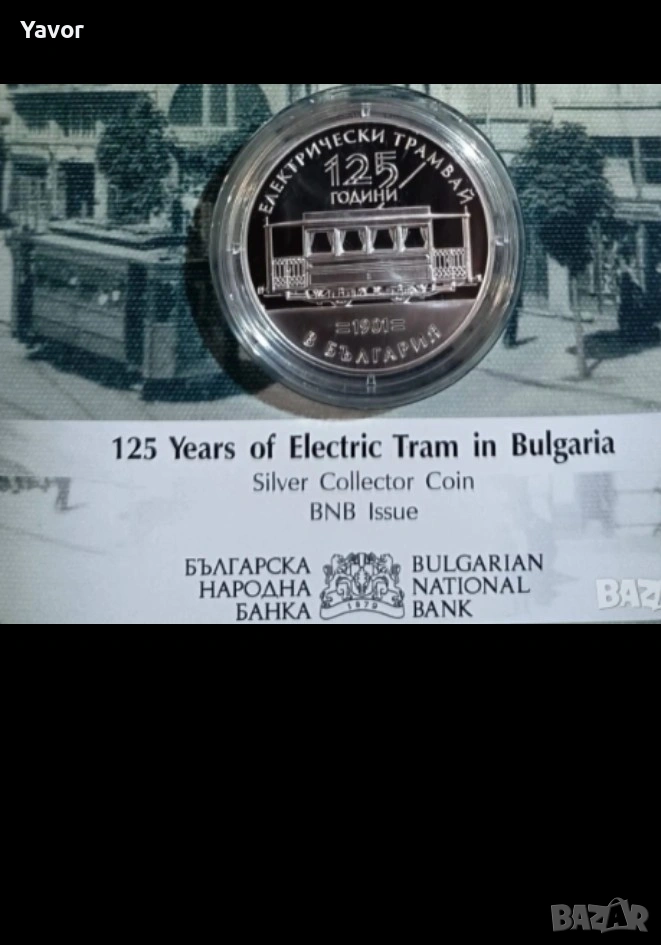 Yavor
ЕЛЕКТРИЧЕСКИ ТРАМВАЙ
125
ГОДИНИ
=1901=
В БЪЛГАРИЯ
125 Years of Electric Tram in Bulgaria
Silver Collector Coin
BNB Issue
БЪЛГАРСКА
НАРОДНА
БАНКА
1879
BULGARIAN
NATIONAL
BANK
BAZ
BAZAR